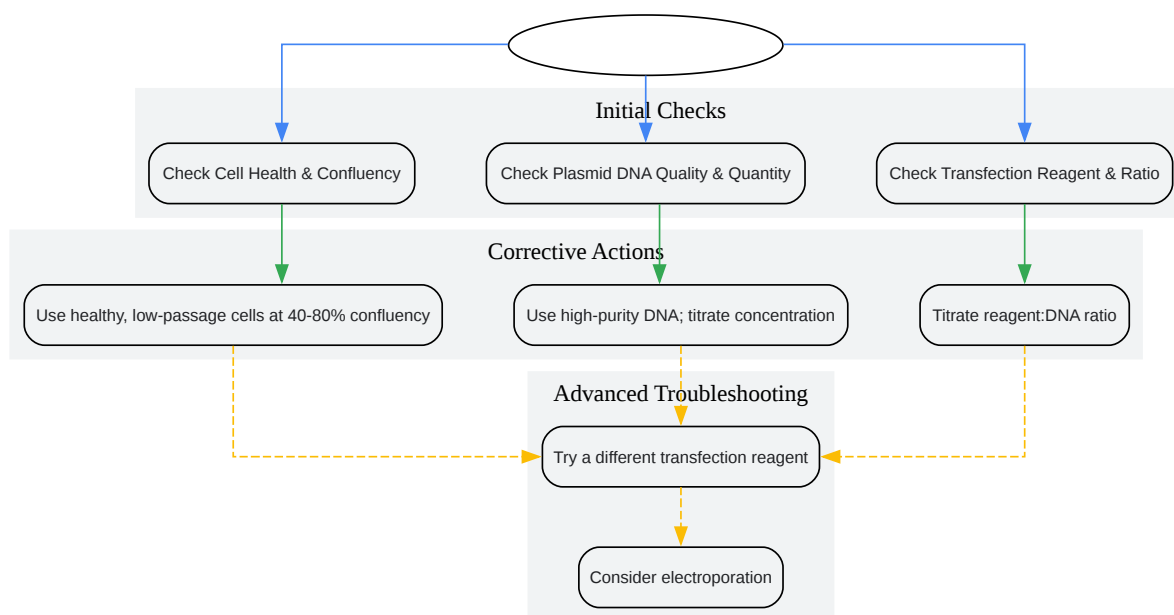 Initial Checks
Check Cell Health & Confluency
Check Plasmid DNA Quality & Quantity
Check Transfection Reagent & Ratio
Corrective Actions
Use healthy, low-passage cells at 40-80% confluency
Use high-purity DNA; titrate concentration
Titrate reagent:DNA ratio
Advanced Troubleshooting
Try a different transfection reagent
Consider electroporation